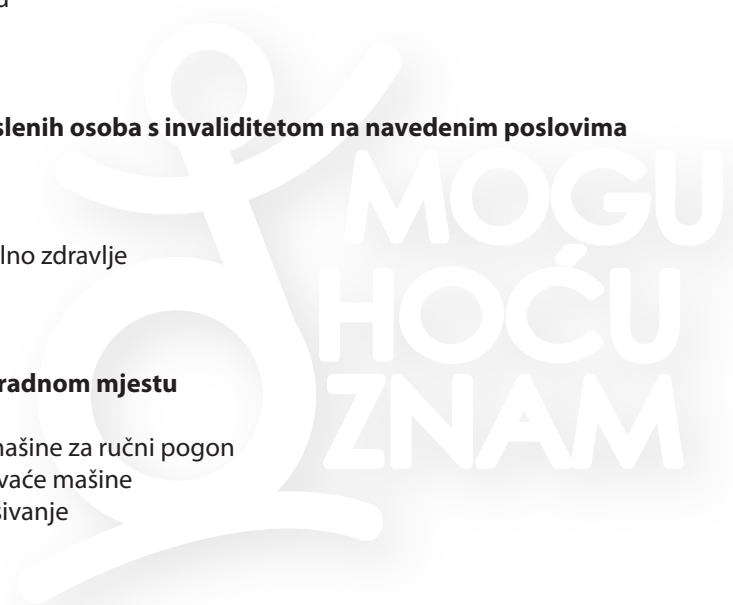 slenih osoba s invaliditetom na navedenim poslovima
MOGU
lno zdravlje
HOĆU
radnom mjestu
ZNAM
mašine za ručni pogon
vaće mašine
šivanje